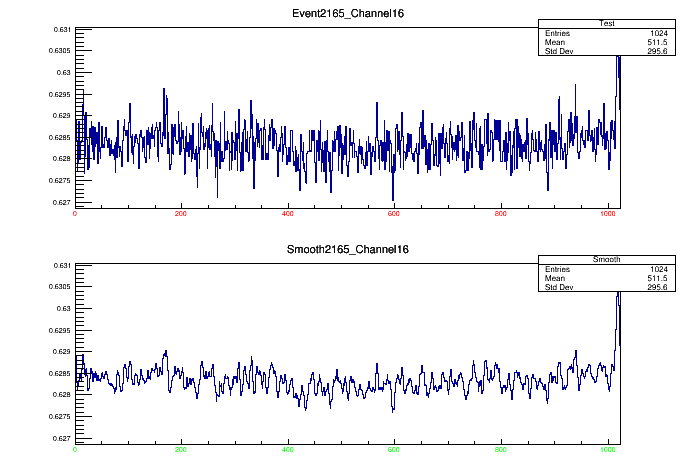 Event2165_Channel16
Test
Entries 1024
Mean 511.5
Std Dev 295.6
0.631
0.6305
0.63
0.6295
0.629
0.6285
0.628
0.6275
0.627
0 200 400 600 800 1000
Smooth2165_Channel16
Smooth
Entries 1024
Mean 511.5
Std Dev 295.6
0.631
0.6305
0.63
0.6295
0.629
0.6285
0.628
0.6275
0.627
0 200 400 600 800 1000